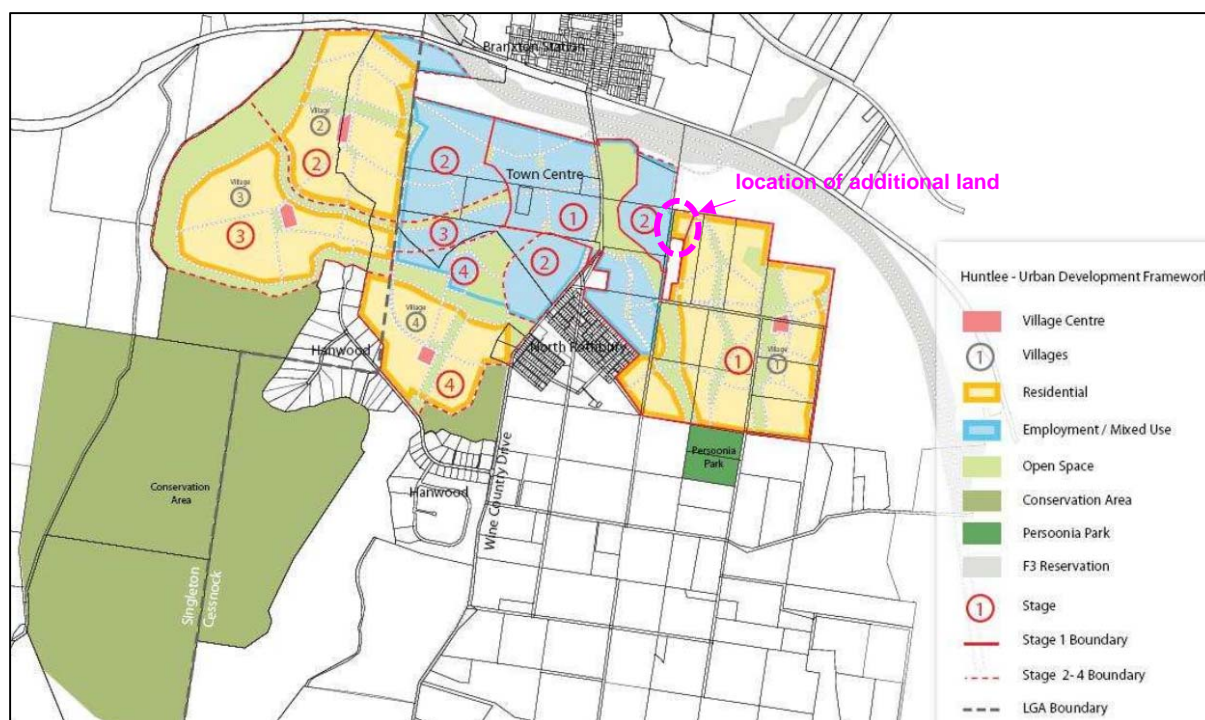 Branxton Station
Village
2
2
2
Town Centre
location of additional land
Village
3
3
1
2
3
4
2
Village
4
4
Hanwood
North Rothbury
1
Village
1
Persoonia
Park
Hanwood
Wine Country Drive
Conservation
Area
Singleton
Cessnock
Huntlee - Urban Development Framework
Village Centre
1 Villages
Residential
Employment / Mixed Use
Open Space
Conservation Area
Persoonia Park
F3 Reservation
1 Stage
Stage 1 Boundary
Stage 2- 4 Boundary
LGA Boundary